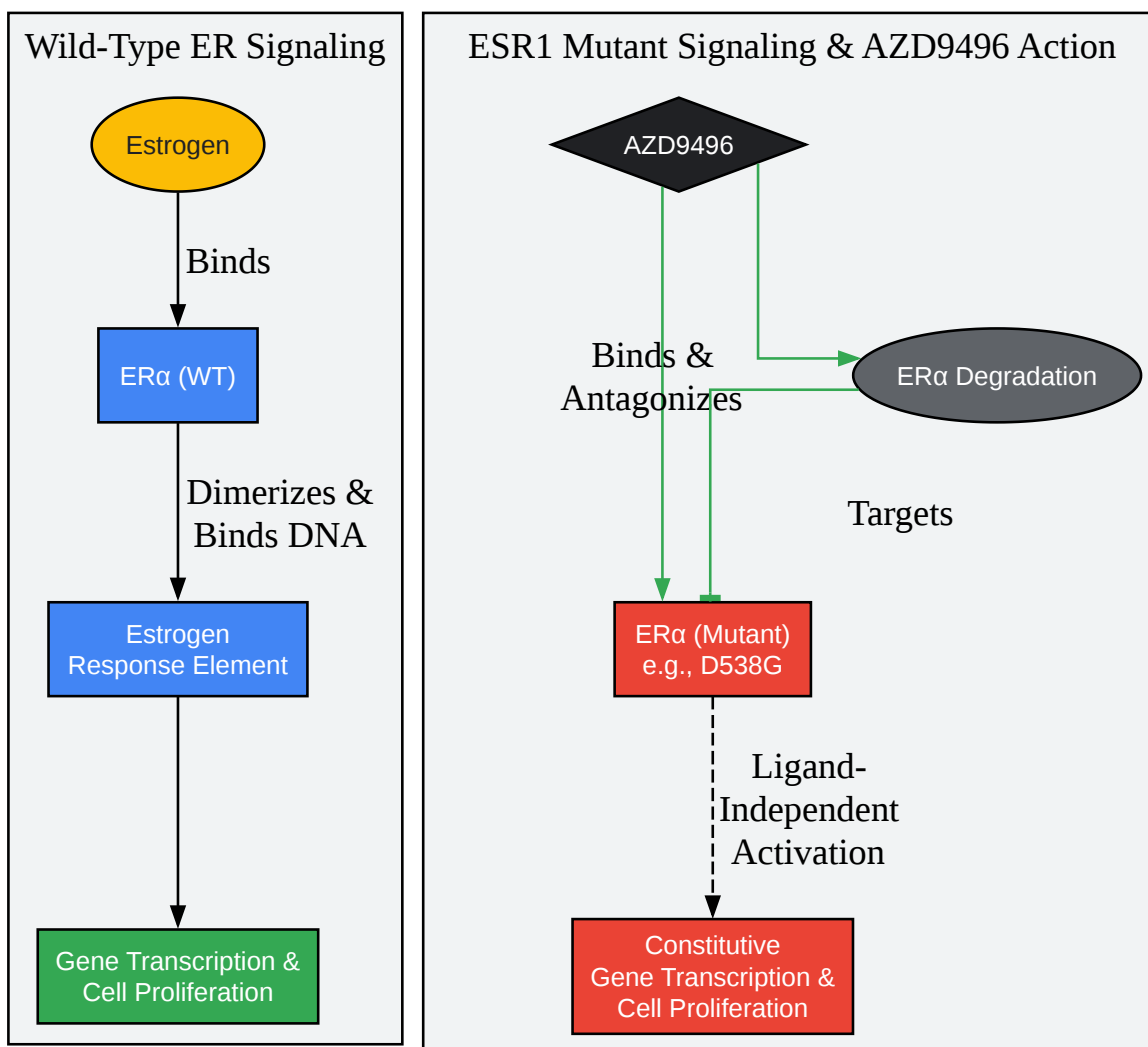 Wild-Type ER Signaling
Estrogen
Binds
ERα (WT)
Dimerizes &
Binds DNA
Estrogen
Response Element
Gene Transcription &
Cell Proliferation
ESR1 Mutant Signaling & AZD9496 Action
AZD9496
Binds &
Antagonizes
ERα Degradation
Targets
ERα (Mutant)
e.g., D538G
Ligand-
Independent
Activation
Constitutive
Gene Transcription &
Cell Proliferation